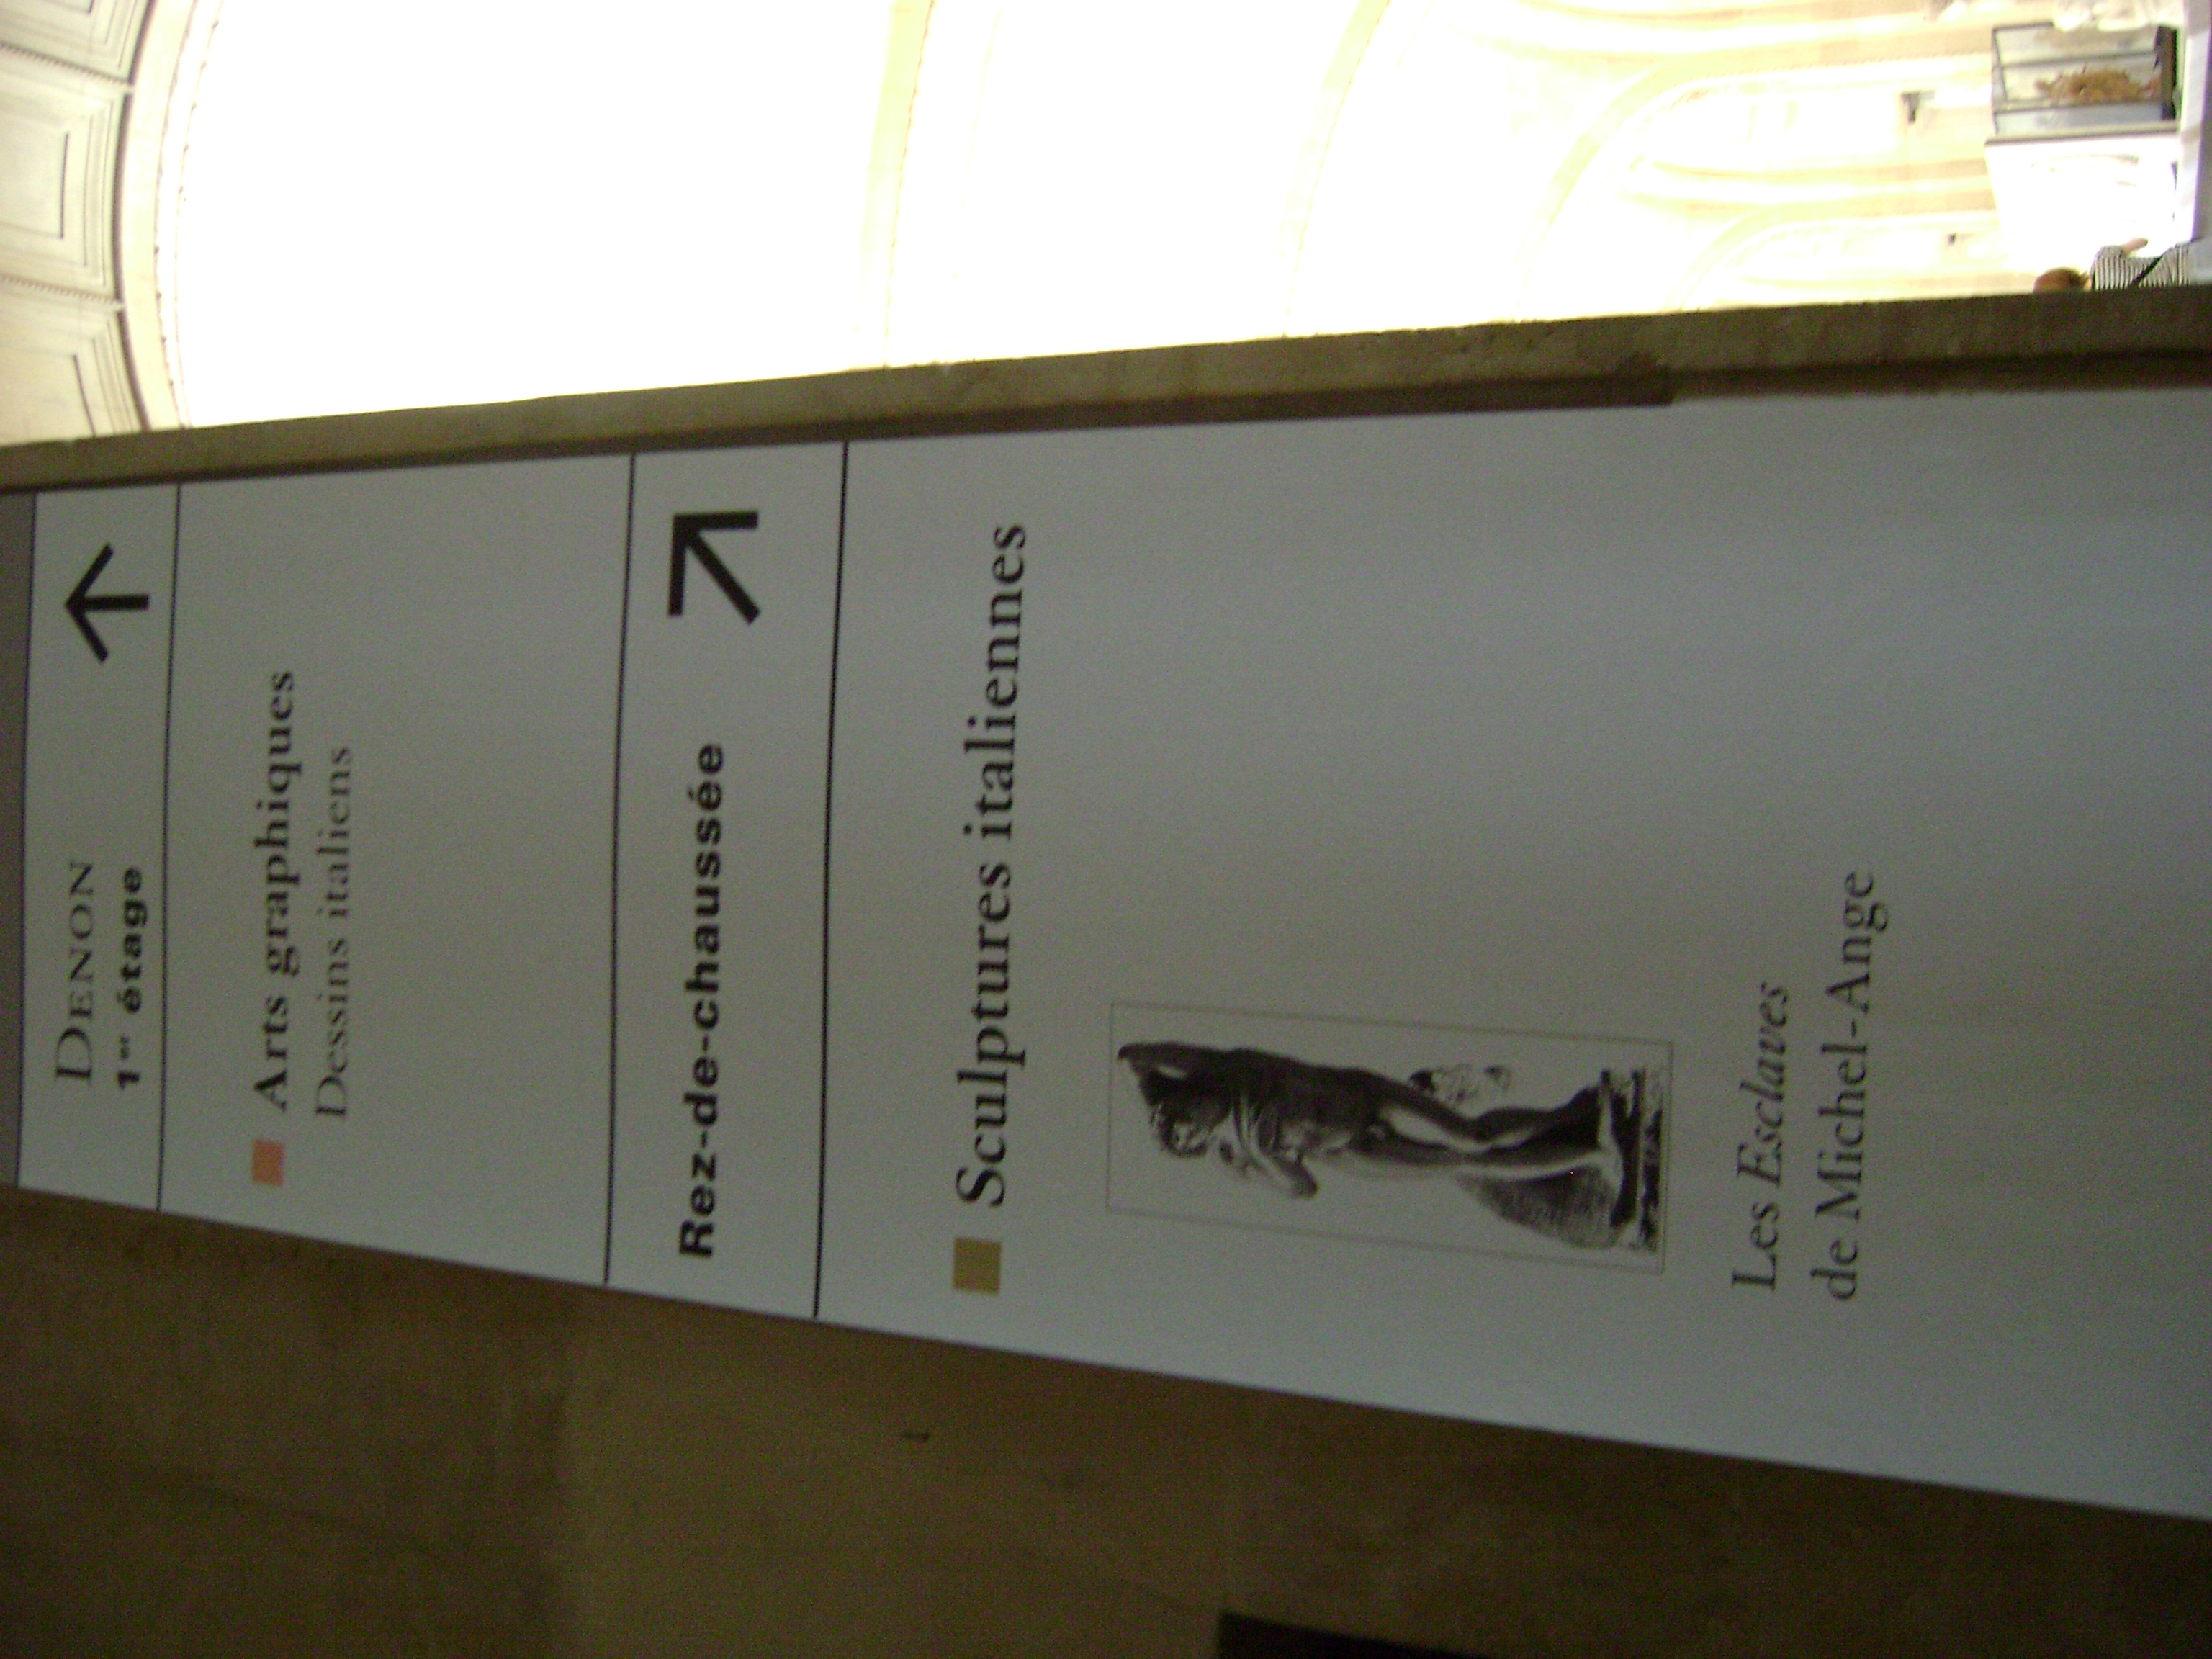 DENON
1er étage
Arts graphiques
Dessins italiens
Rez-de-chaussée
Sculptures italiennes
Les Esclaves
de Michel-Ange